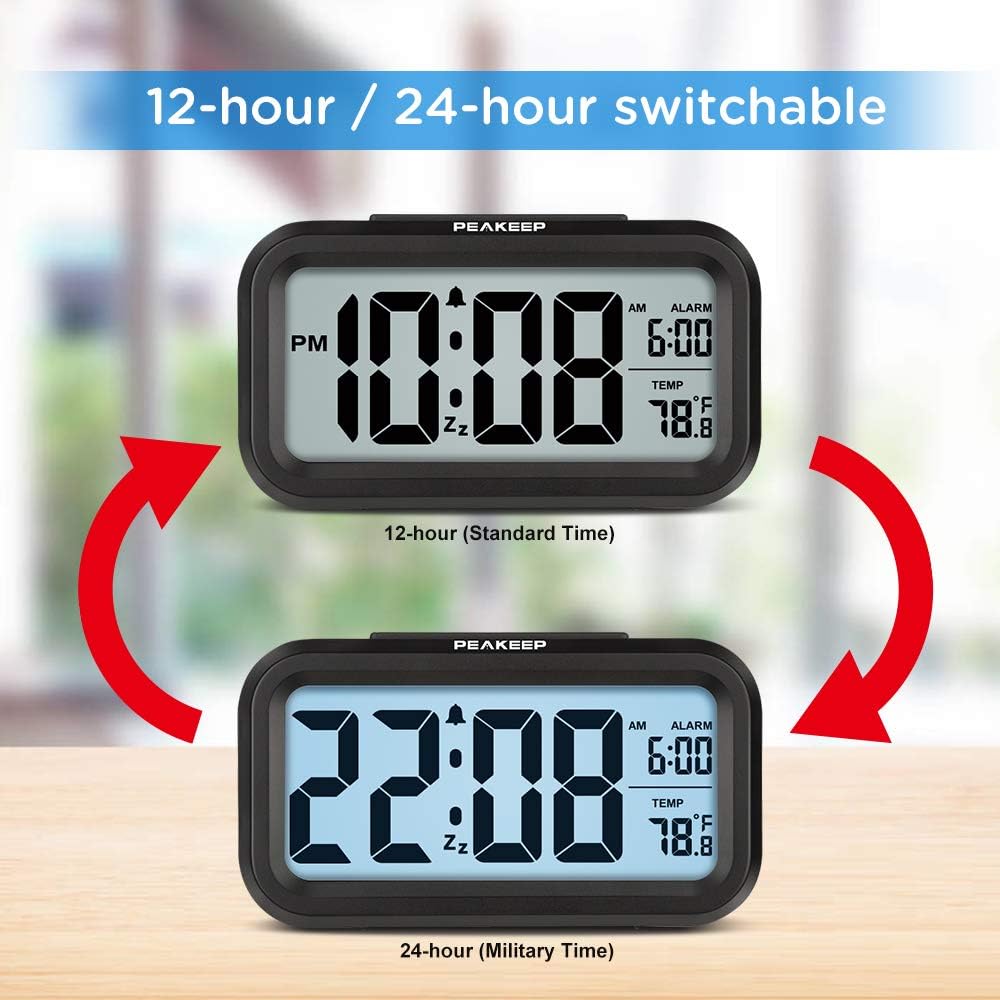 12-hour / 24-hour switchable
PEAKEEP
AM ALARM
PM 10:08 6:00
TEMP
Zz 78.8°F
12-hour (Standard Time)
PEAKEEP
AM ALARM
22:08 6:00
TEMP
Zz 78.8°F
24-hour (Military Time)